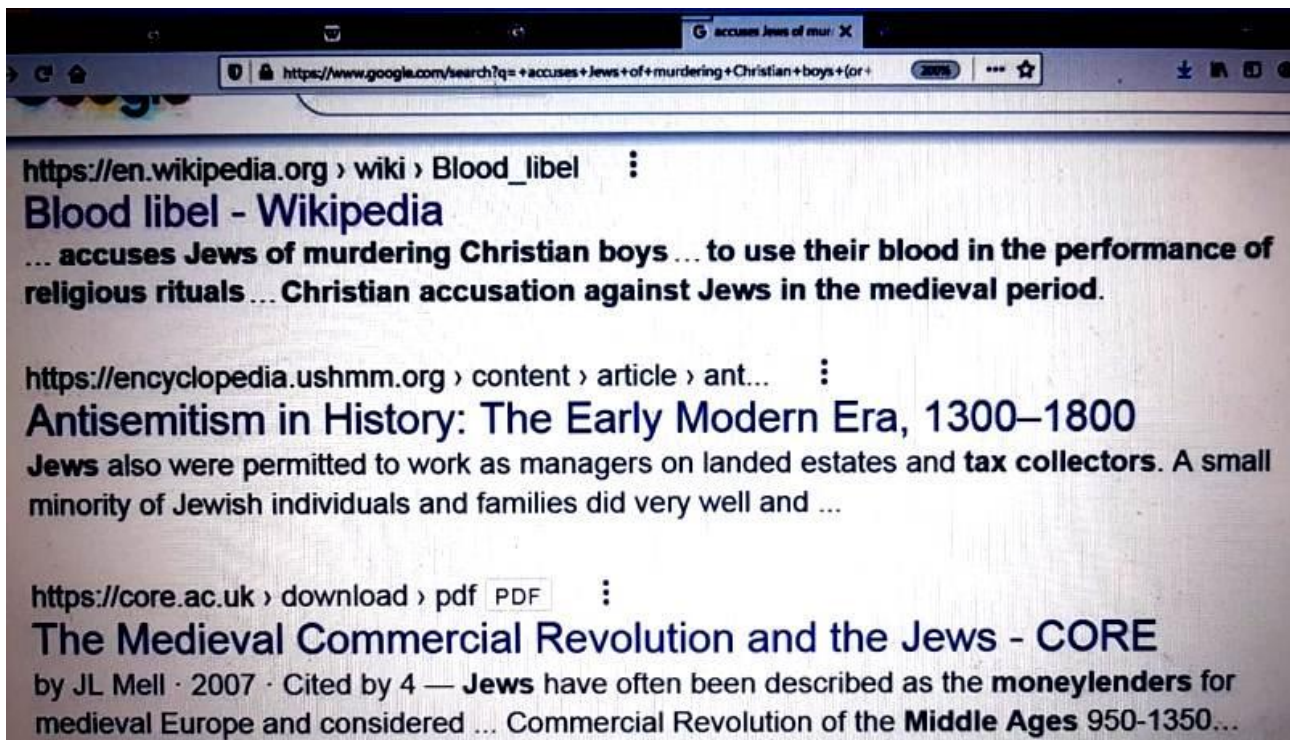 G accuses Jews of mur X
https://www.google.com/search?q=+accuses+Jews+of+murdering+Christian+boys+(or+ 200%
https://en.wikipedia.org › wiki › Blood_libel
Blood libel - Wikipedia
... accuses Jews of murdering Christian boys ... to use their blood in the performance of
religious rituals ... Christian accusation against Jews in the medieval period.
https://encyclopedia.ushmm.org › content › article › ant...
Antisemitism in History: The Early Modern Era, 1300–1800
Jews also were permitted to work as managers on landed estates and tax collectors. A small
minority of Jewish individuals and families did very well and ...
https://core.ac.uk › download › pdf PDF
The Medieval Commercial Revolution and the Jews - CORE
by JL Mell · 2007 · Cited by 4 — Jews have often been described as the moneylenders for
medieval Europe and considered ... Commercial Revolution of the Middle Ages 950-1350...